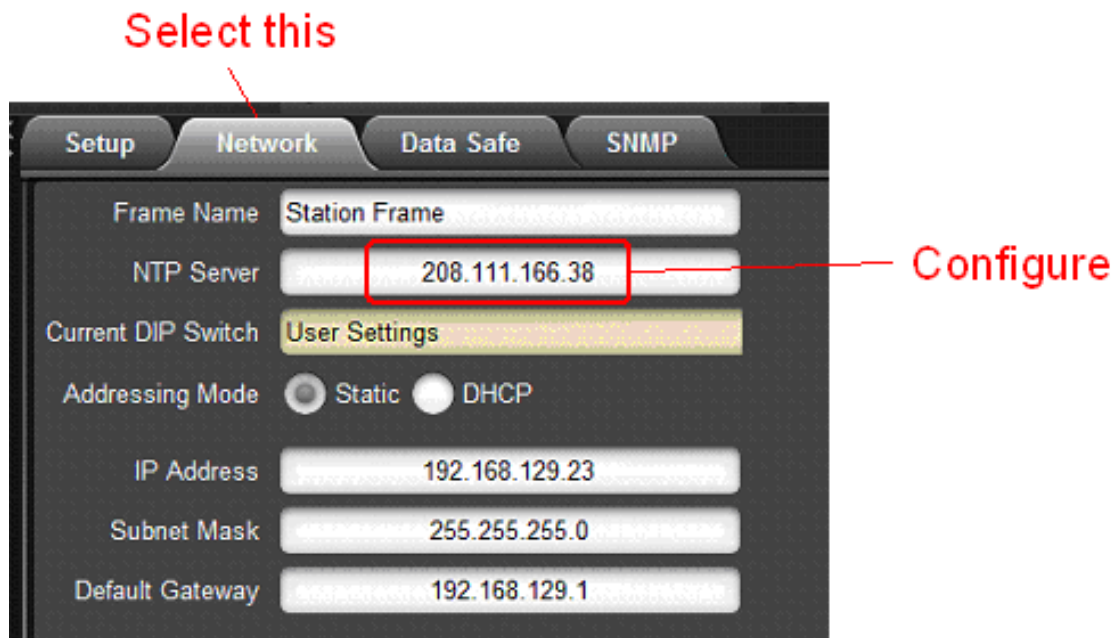 Select this
Setup Network Data Safe SNMP
Frame Name Station Frame
NTP Server 208.111.166.38
Configure
Current DIP Switch User Settings
Addressing Mode Static DHCP
IP Address 192.168.129.23
Subnet Mask 255.255.255.0
Default Gateway 192.168.129.1